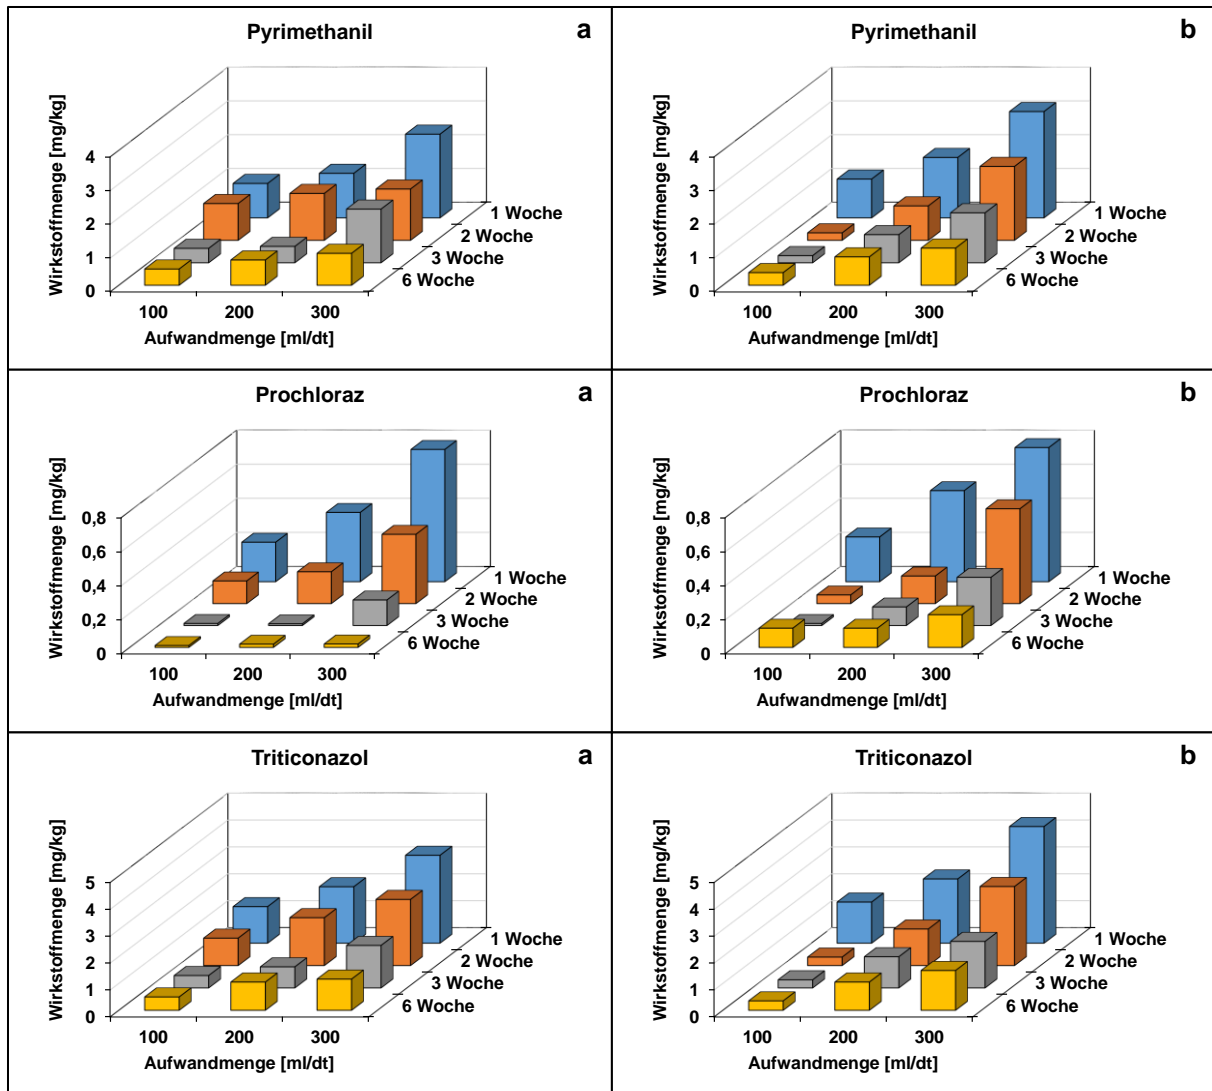 Pyrimethanil a
Wirkstoffmenge [mg/kg]
4
3
2
1
0
1 Woche
2 Woche
3 Woche
6 Woche
100 200 300
Aufwandmenge [ml/dt]
Pyrimethanil b
Wirkstoffmenge [mg/kg]
4
3
2
1
0
1 Woche
2 Woche
3 Woche
6 Woche
100 200 300
Aufwandmenge [ml/dt]
Prochloraz a
Wirkstoffmenge [mg/kg]
0,8
0,6
0,4
0,2
0
1 Woche
2 Woche
3 Woche
6 Woche
100 200 300
Aufwandmenge [ml/dt]
Prochloraz b
Wirkstoffmenge [mg/kg]
0,8
0,6
0,4
0,2
0
1 Woche
2 Woche
3 Woche
6 Woche
100 200 300
Aufwandmenge [ml/dt]
Triticonazol a
Wirkstoffmenge [mg/kg]
5
4
3
2
1
0
1 Woche
2 Woche
3 Woche
6 Woche
100 200 300
Aufwandmenge [ml/dt]
Triticonazol b
Wirkstoffmenge [mg/kg]
5
4
3
2
1
0
1 Woche
2 Woche
3 Woche
6 Woche
100 200 300
Aufwandmenge [ml/dt]